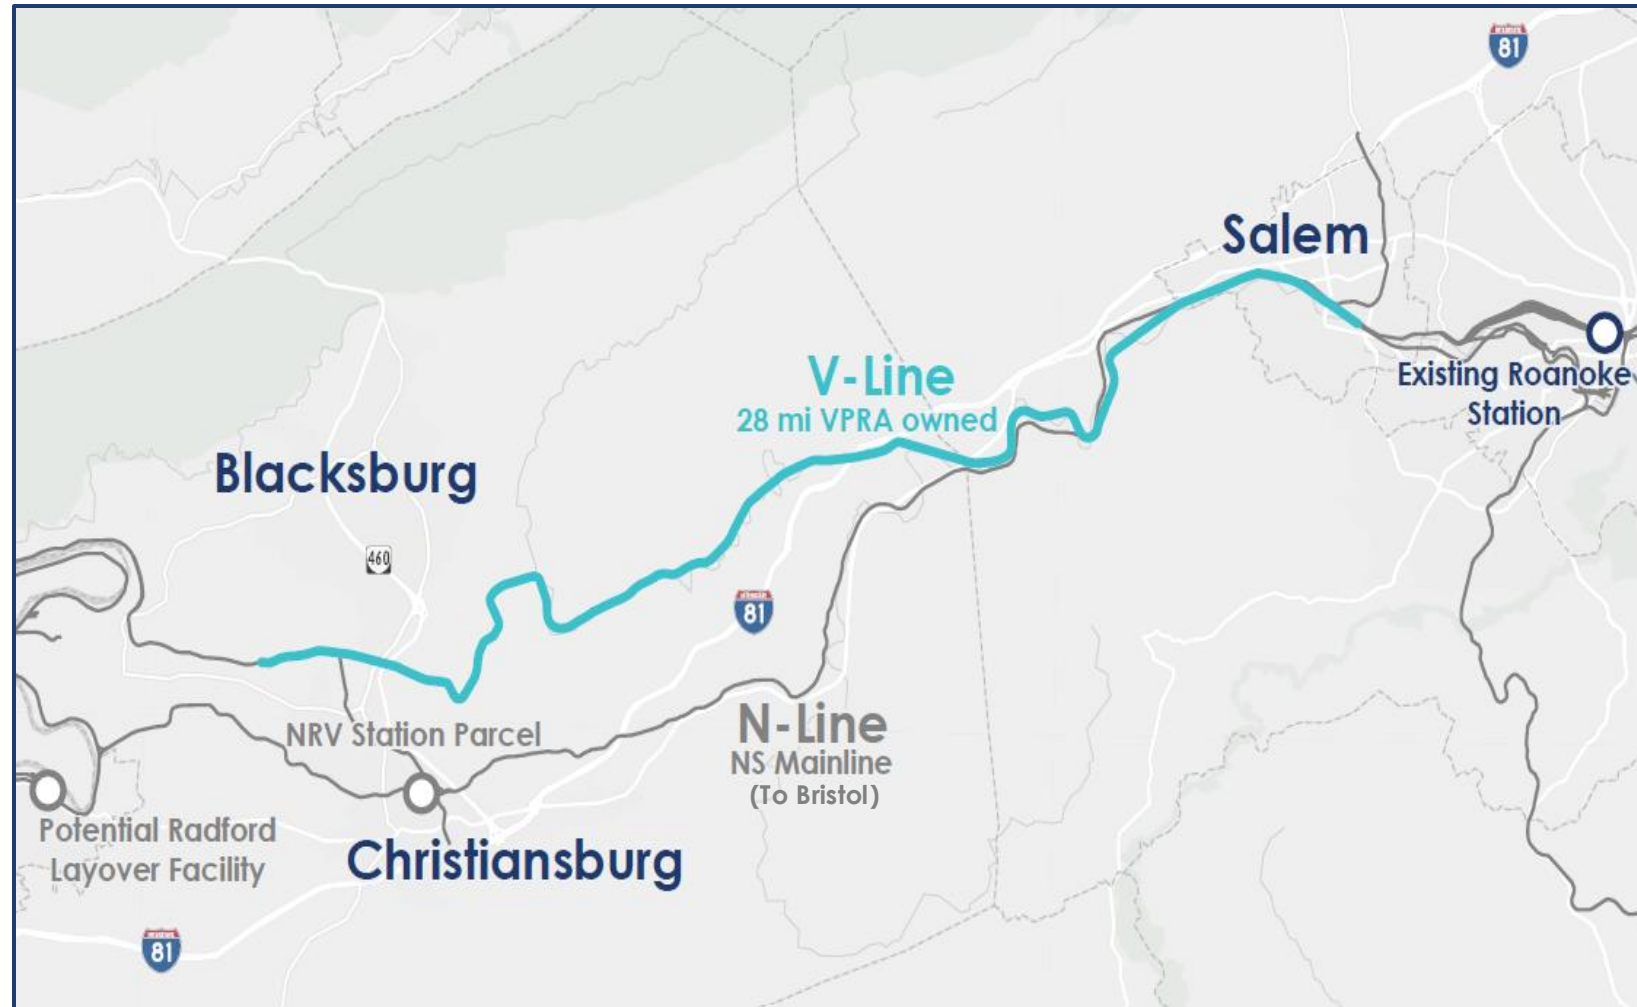 81
Salem
V-Line
28 mi VPRA owned
Existing Roanoke
Station
Blacksburg
460
81
NRV Station Parcel
N-Line
NS Mainline
(To Bristol)
Potential Radford
Layover Facility
Christiansburg
81